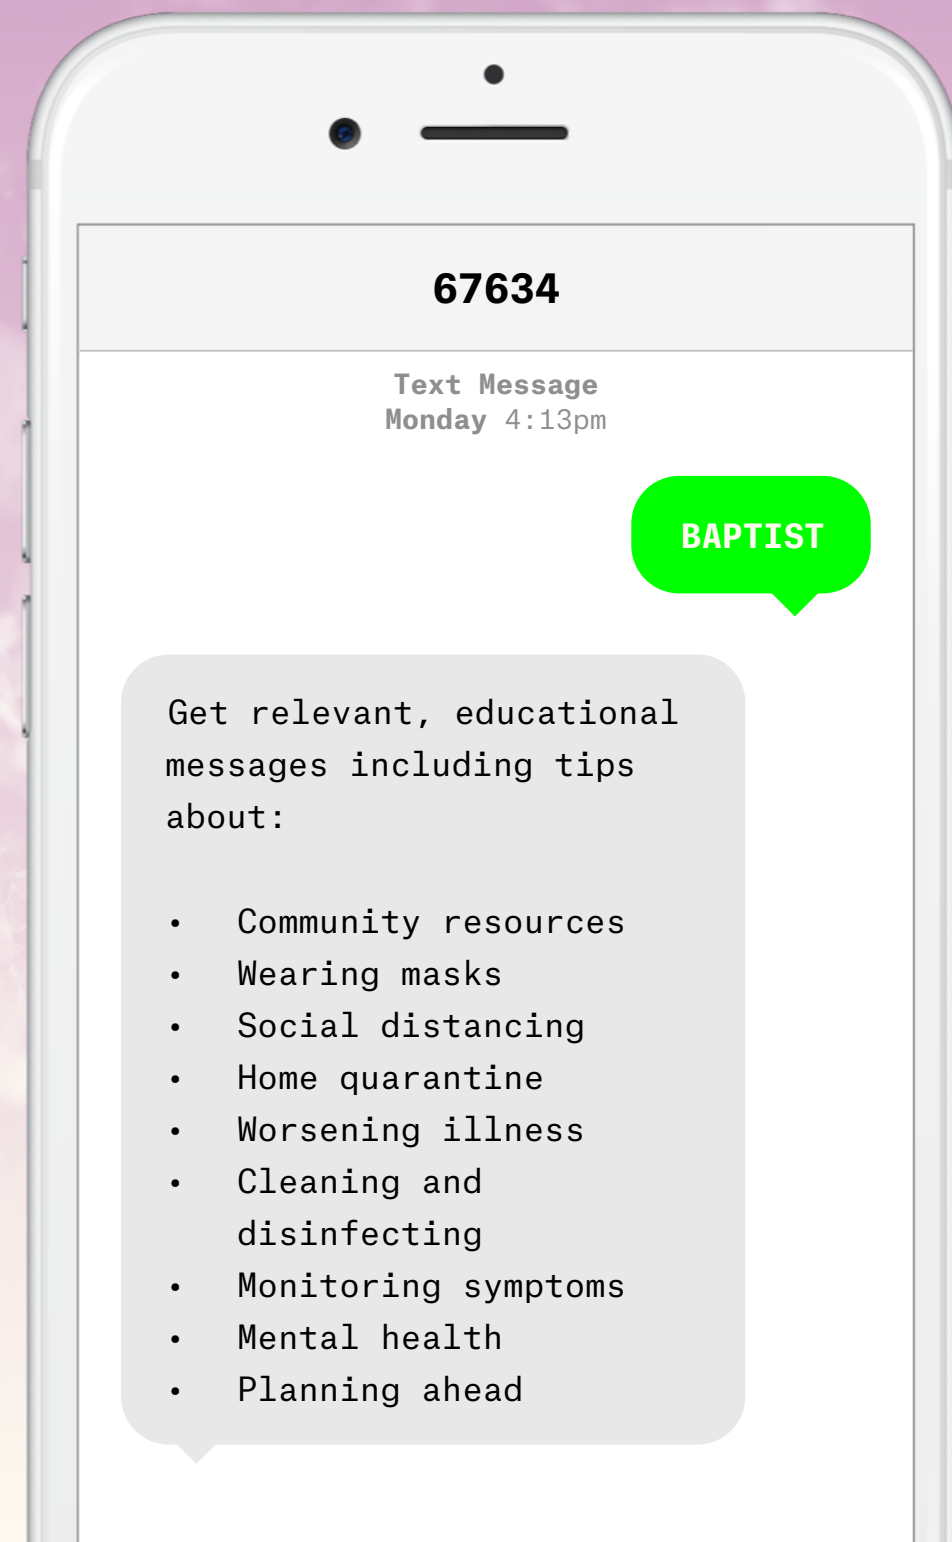 67634
Text Message
Monday 4:13pm
BAPTIST
Get relevant, educational
messages including tips
about:
• Community resources
• Wearing masks
• Social distancing
• Home quarantine
• Worsening illness
• Cleaning and
disinfecting
• Monitoring symptoms
• Mental health
• Planning ahead